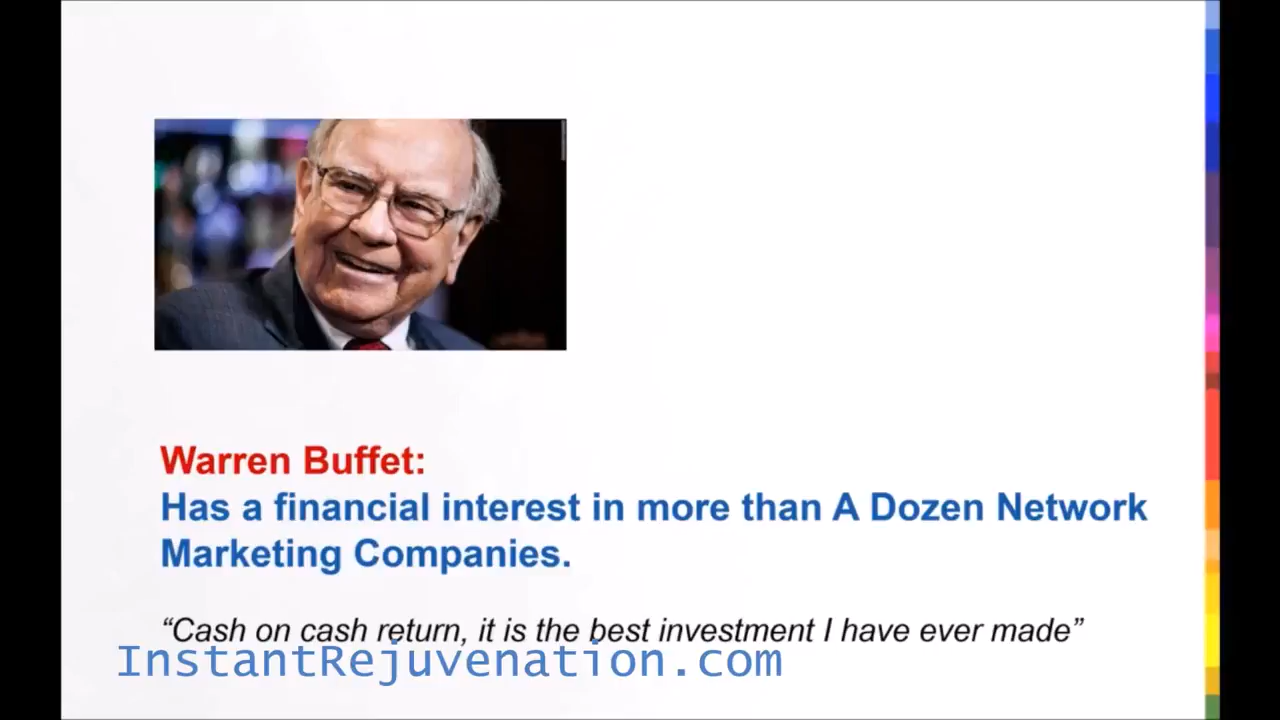 Warren Buffet:
Has a financial interest in more than A Dozen Network
Marketing Companies.
“Cash on cash return, it is the best investment I have ever made”
InstantRejuvenation.com